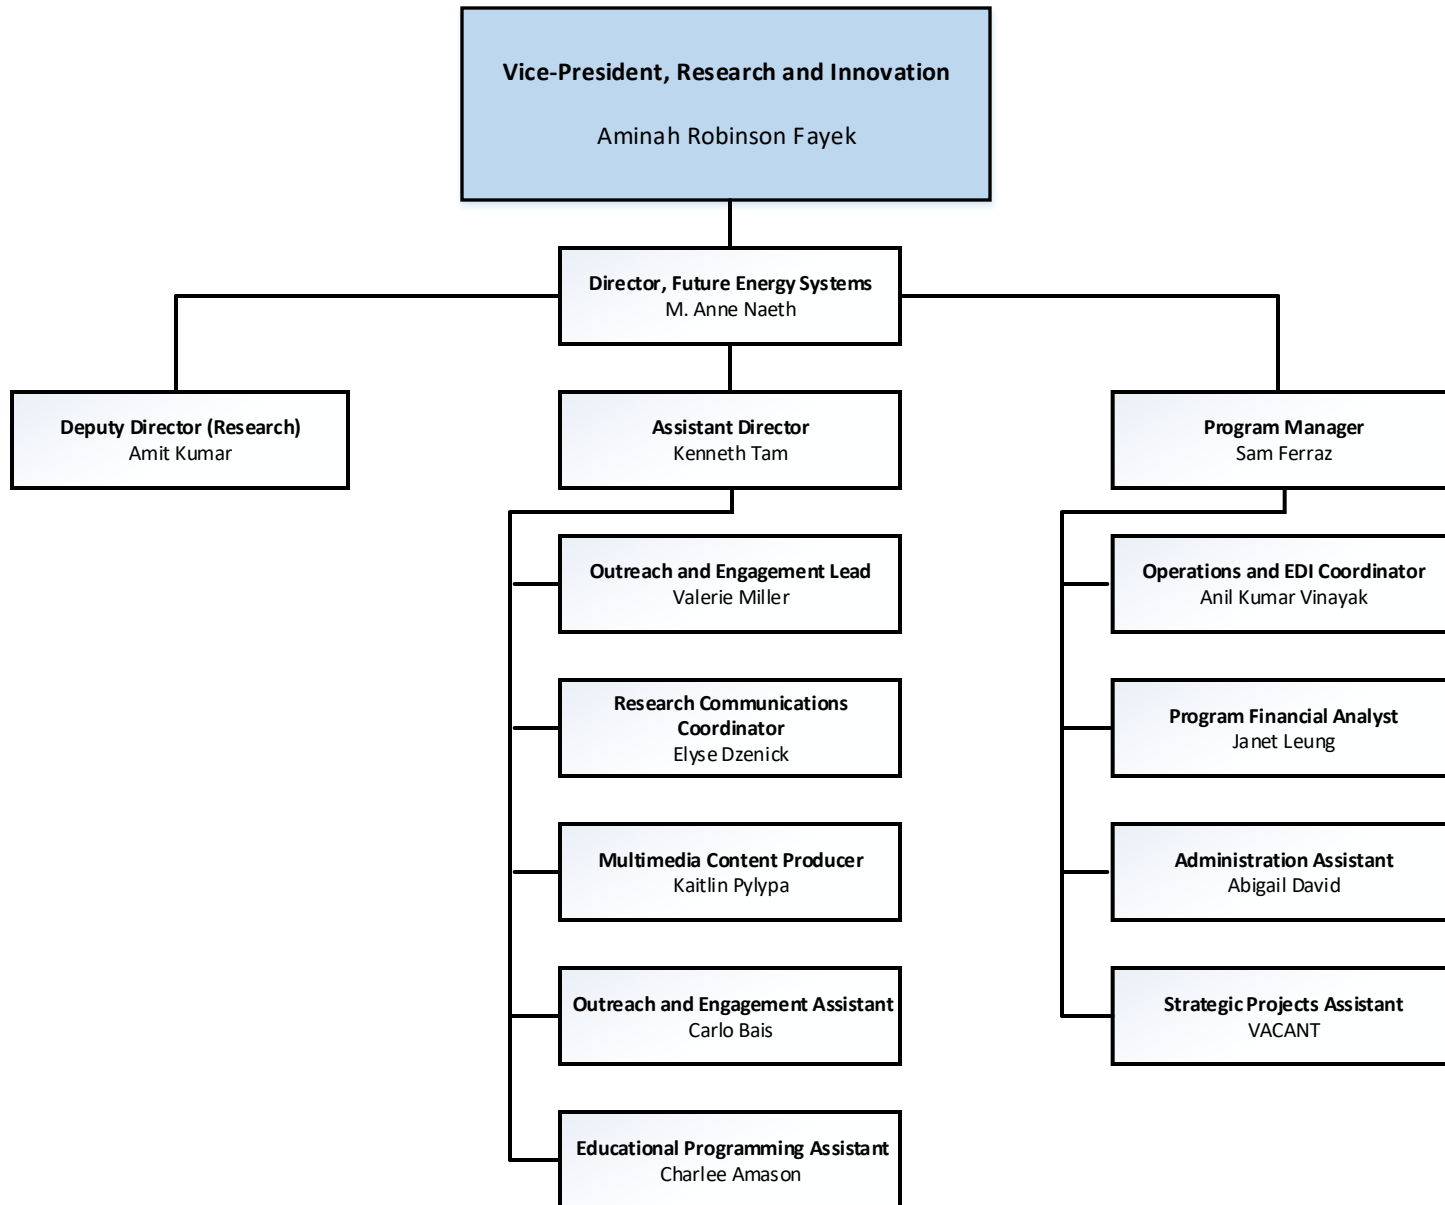 Vice-President, Research and Innovation
Aminah Robinson Fayek
Director, Future Energy Systems
M. Anne Naeth
Deputy Director (Research)
Amit Kumar
Assistant Director
Kenneth Tam
Program Manager
Sam Ferraz
Outreach and Engagement Lead
Valerie Miller
Research Communications
Coordinator
Elyse Dzenick
Multimedia Content Producer
Kaitlin Pylypa
Outreach and Engagement Assistant
Carlo Bais
Educational Programming Assistant
Charlee Amason
Operations and EDI Coordinator
Anil Kumar Vinayak
Program Financial Analyst
Janet Leung
Administration Assistant
Abigail David
Strategic Projects Assistant
VACANT